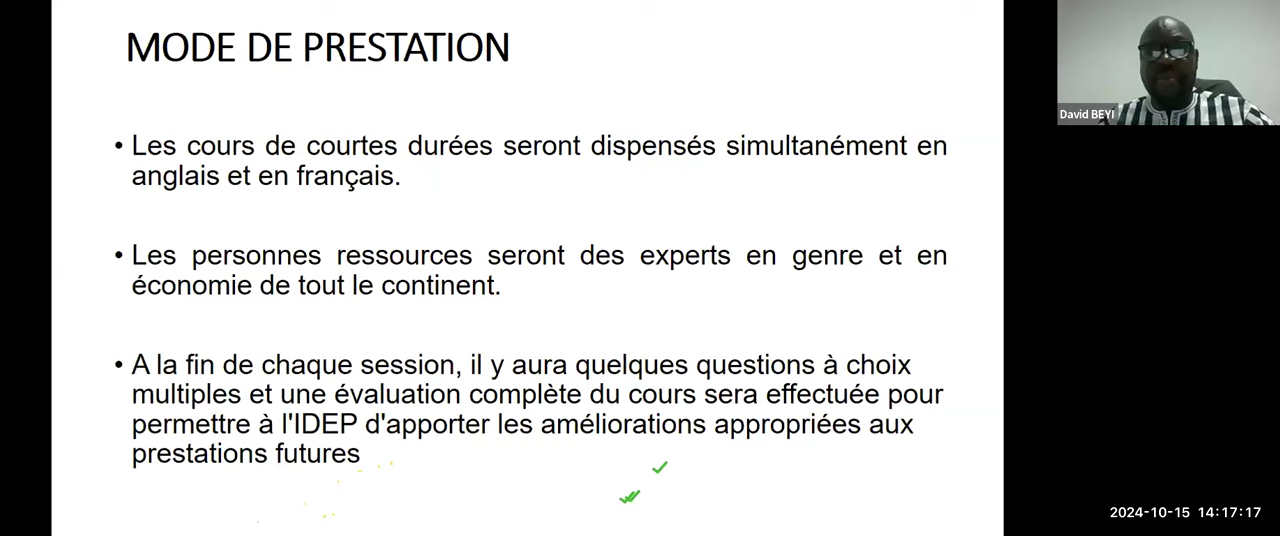 MODE DE PRESTATION
• Les cours de courtes durées seront dispensés simultanément en
anglais et en français.
• Les personnes ressources seront des experts en genre et en
économie de tout le continent.
• A la fin de chaque session, il y aura quelques questions à choix
multiples et une évaluation complète du cours sera effectuée pour
permettre à l'IDEP d'apporter les améliorations appropriées aux
prestations futures
David BEYI
2024-10-15 14:17:17